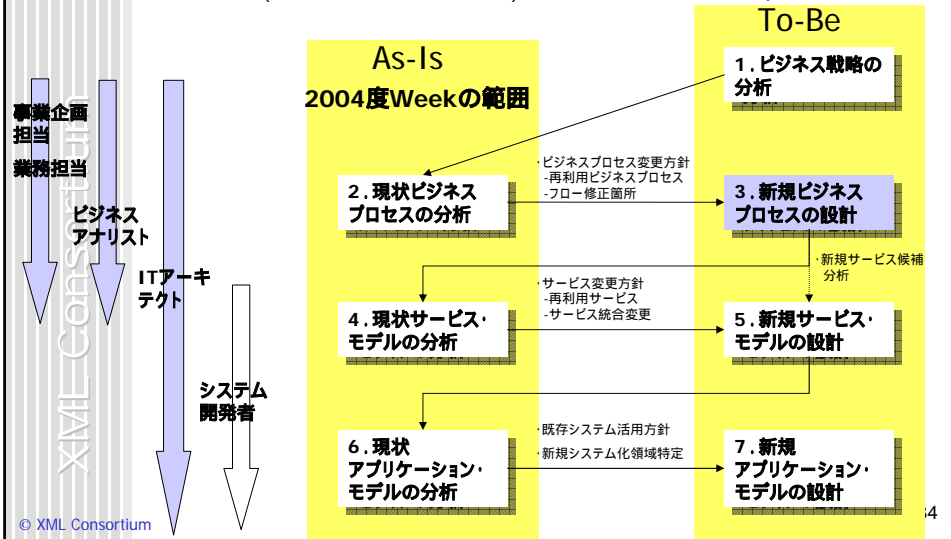 To-Be
As-Is
2004度Weekの範囲
1.ビジネス戦略の
分析
事業企画
担当
業務担当
ビジネス
アナリスト
ITアーキ
テクト
システム
開発者
・ビジネスプロセス変更方針
-再利用ビジネスプロセス
-フロー修正箇所
2.現状ビジネス
プロセスの分析
3.新規ビジネス
プロセスの設計
・新規サービス候補
分析
・サービス変更方針
-再利用サービス
-サービス統合変更
4.現状サービス・
モデルの分析
5.新規サービス・
モデルの設計
・既存システム活用方針
・新規システム化領域特定
6.現状
アプリケーション・
モデルの分析
7.新規
アプリケーション・
モデルの設計
XML Consortium
© XML Consortium